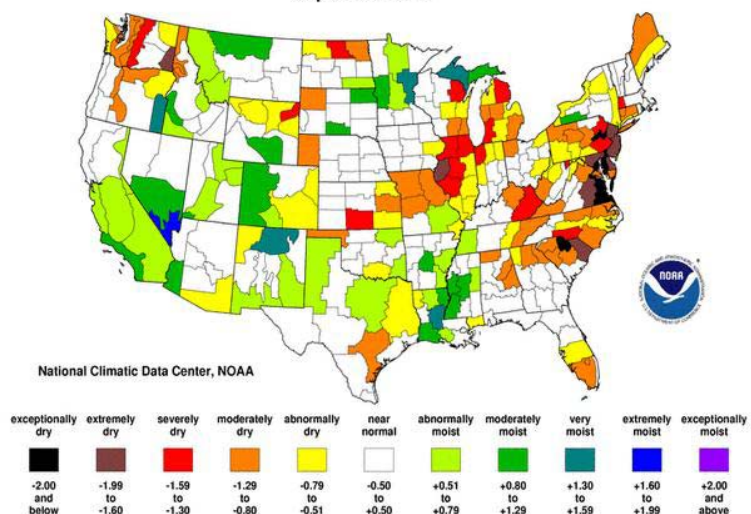 NOAA
National Climatic Data Center, NOAA
exceptionally dry
extremely dry
severely dry
moderately dry
abnormally dry
near normal
abnormally moist
moderately moist
very moist
extremely moist
exceptionally moist
-2.00 and below
-1.99 to -1.60
-1.59 to -1.30
-1.29 to -0.80
-0.79 to -0.51
-0.50 to +0.50
+0.51 to +0.79
+0.80 to +1.29
+1.30 to +1.59
+1.60 to +1.99
+2.00 and above